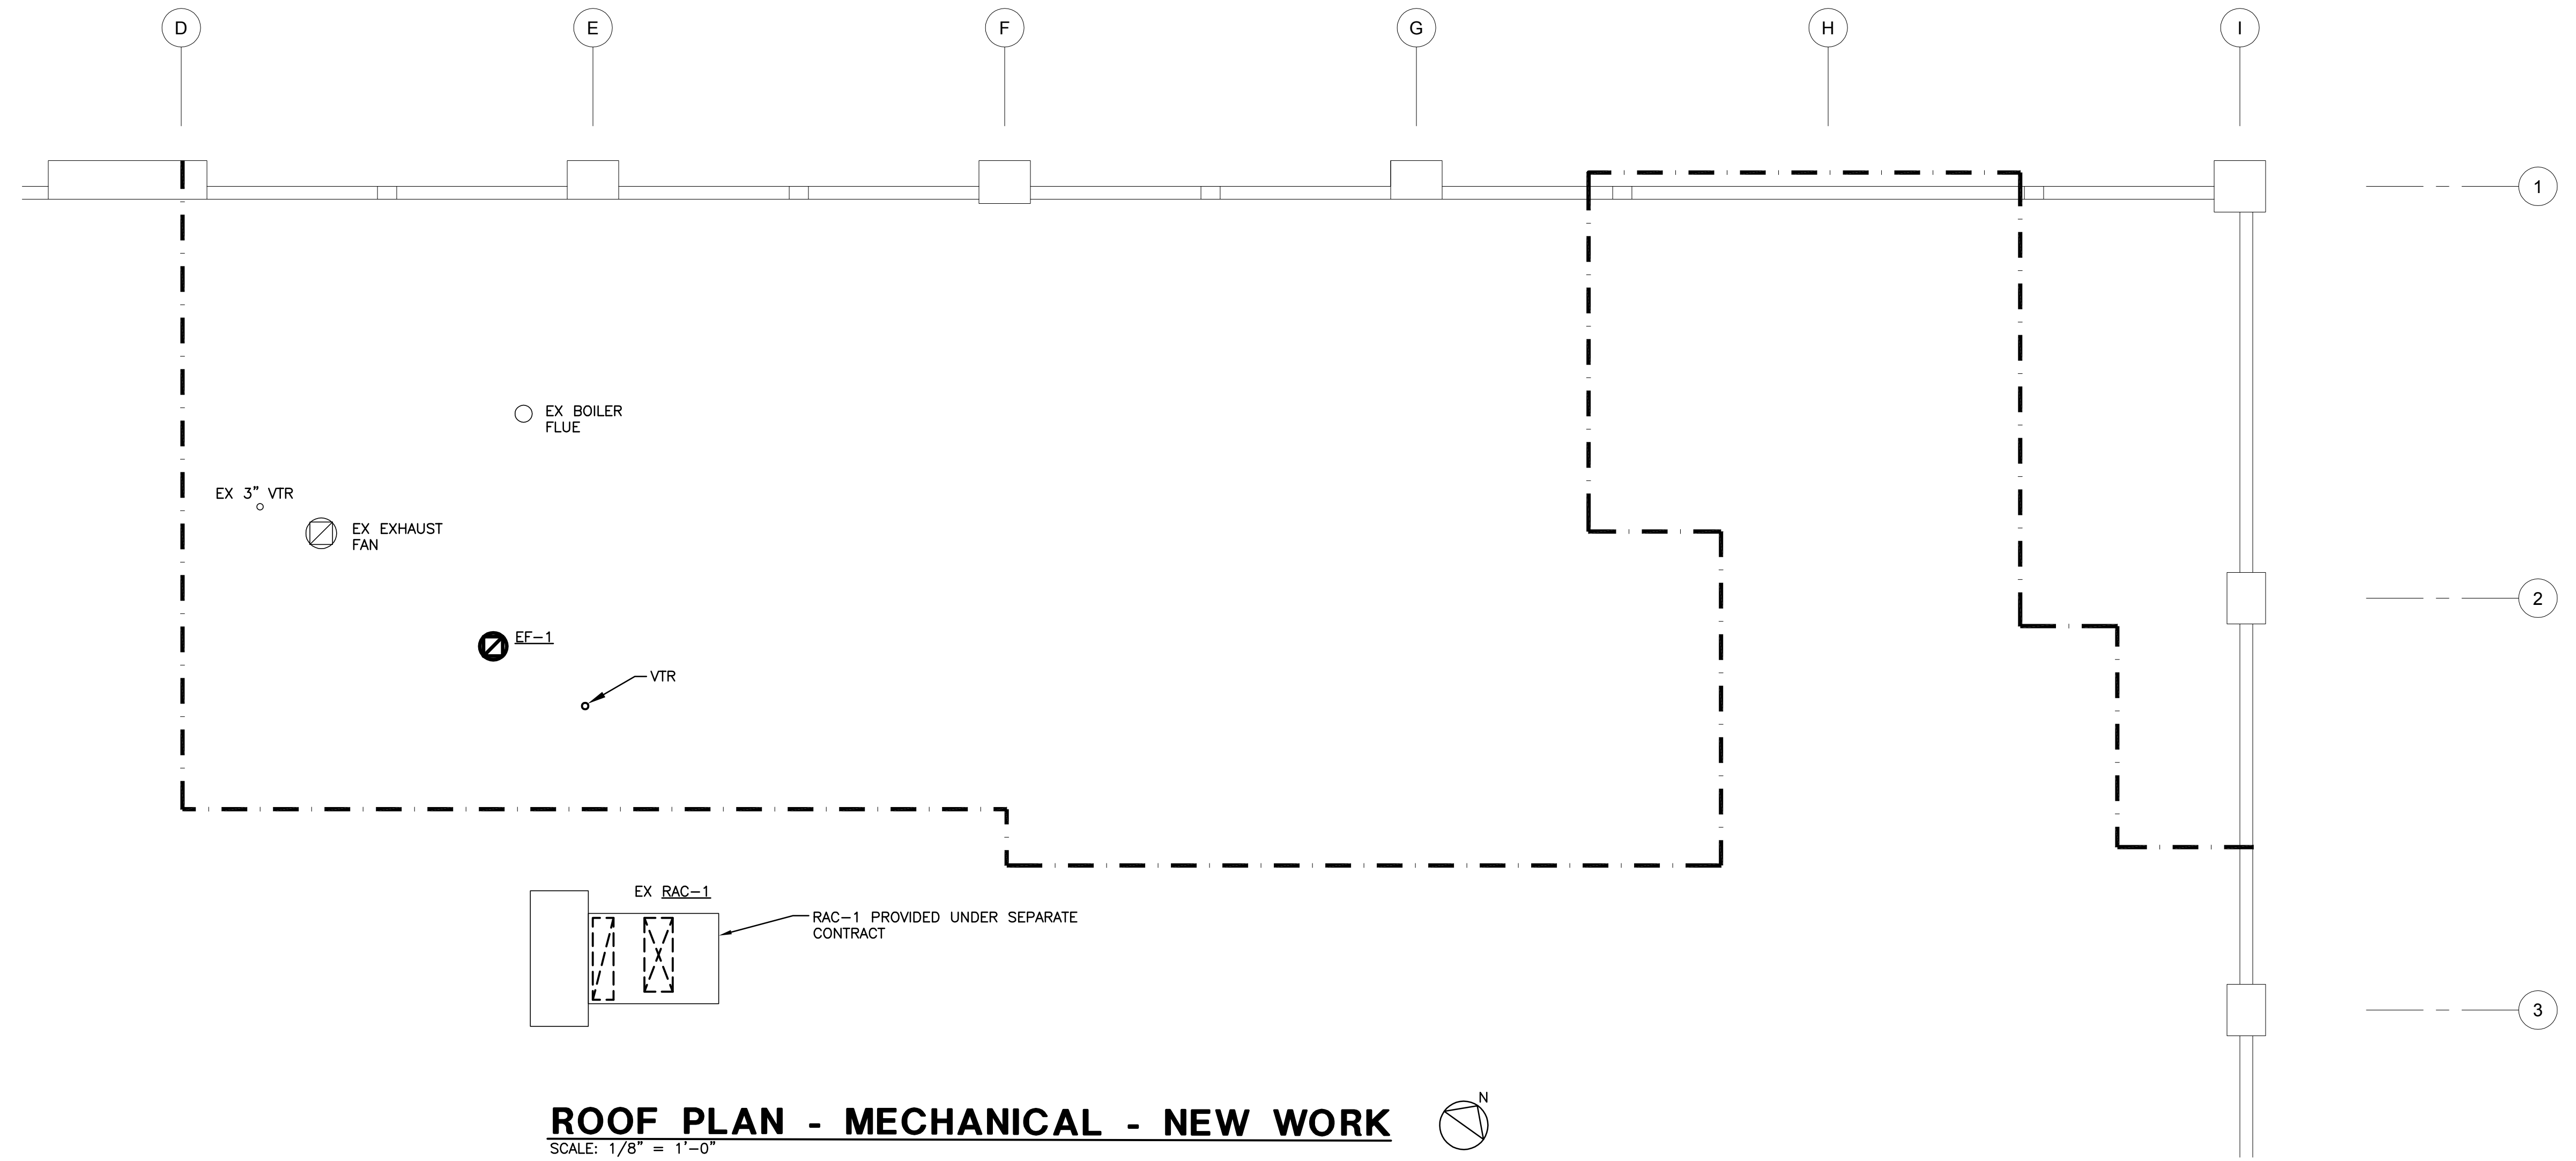 D
E
F
G
H
I
1
EX BOILER
FLUE
EX 3" VTR
EX EXHAUST
FAN
2
EF-1
VTR
EX RAC-1
RAC-1 PROVIDED UNDER SEPARATE
CONTRACT
3
N
ROOF PLAN - MECHANICAL - NEW WORK
SCALE: 1/8" = 1'-0"